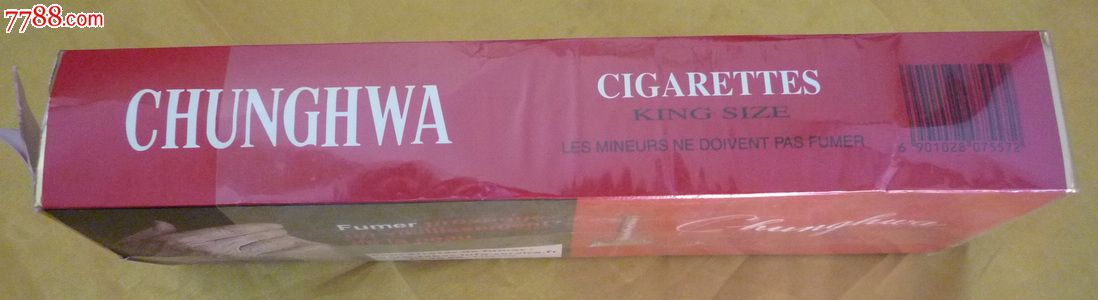 7788.com
CHUNGHWA
CIGARETTES
KING SIZE
LES MINEURS NE DOIVENT PAS FUMER
6 901028 075572
Fumer
Chunghwa